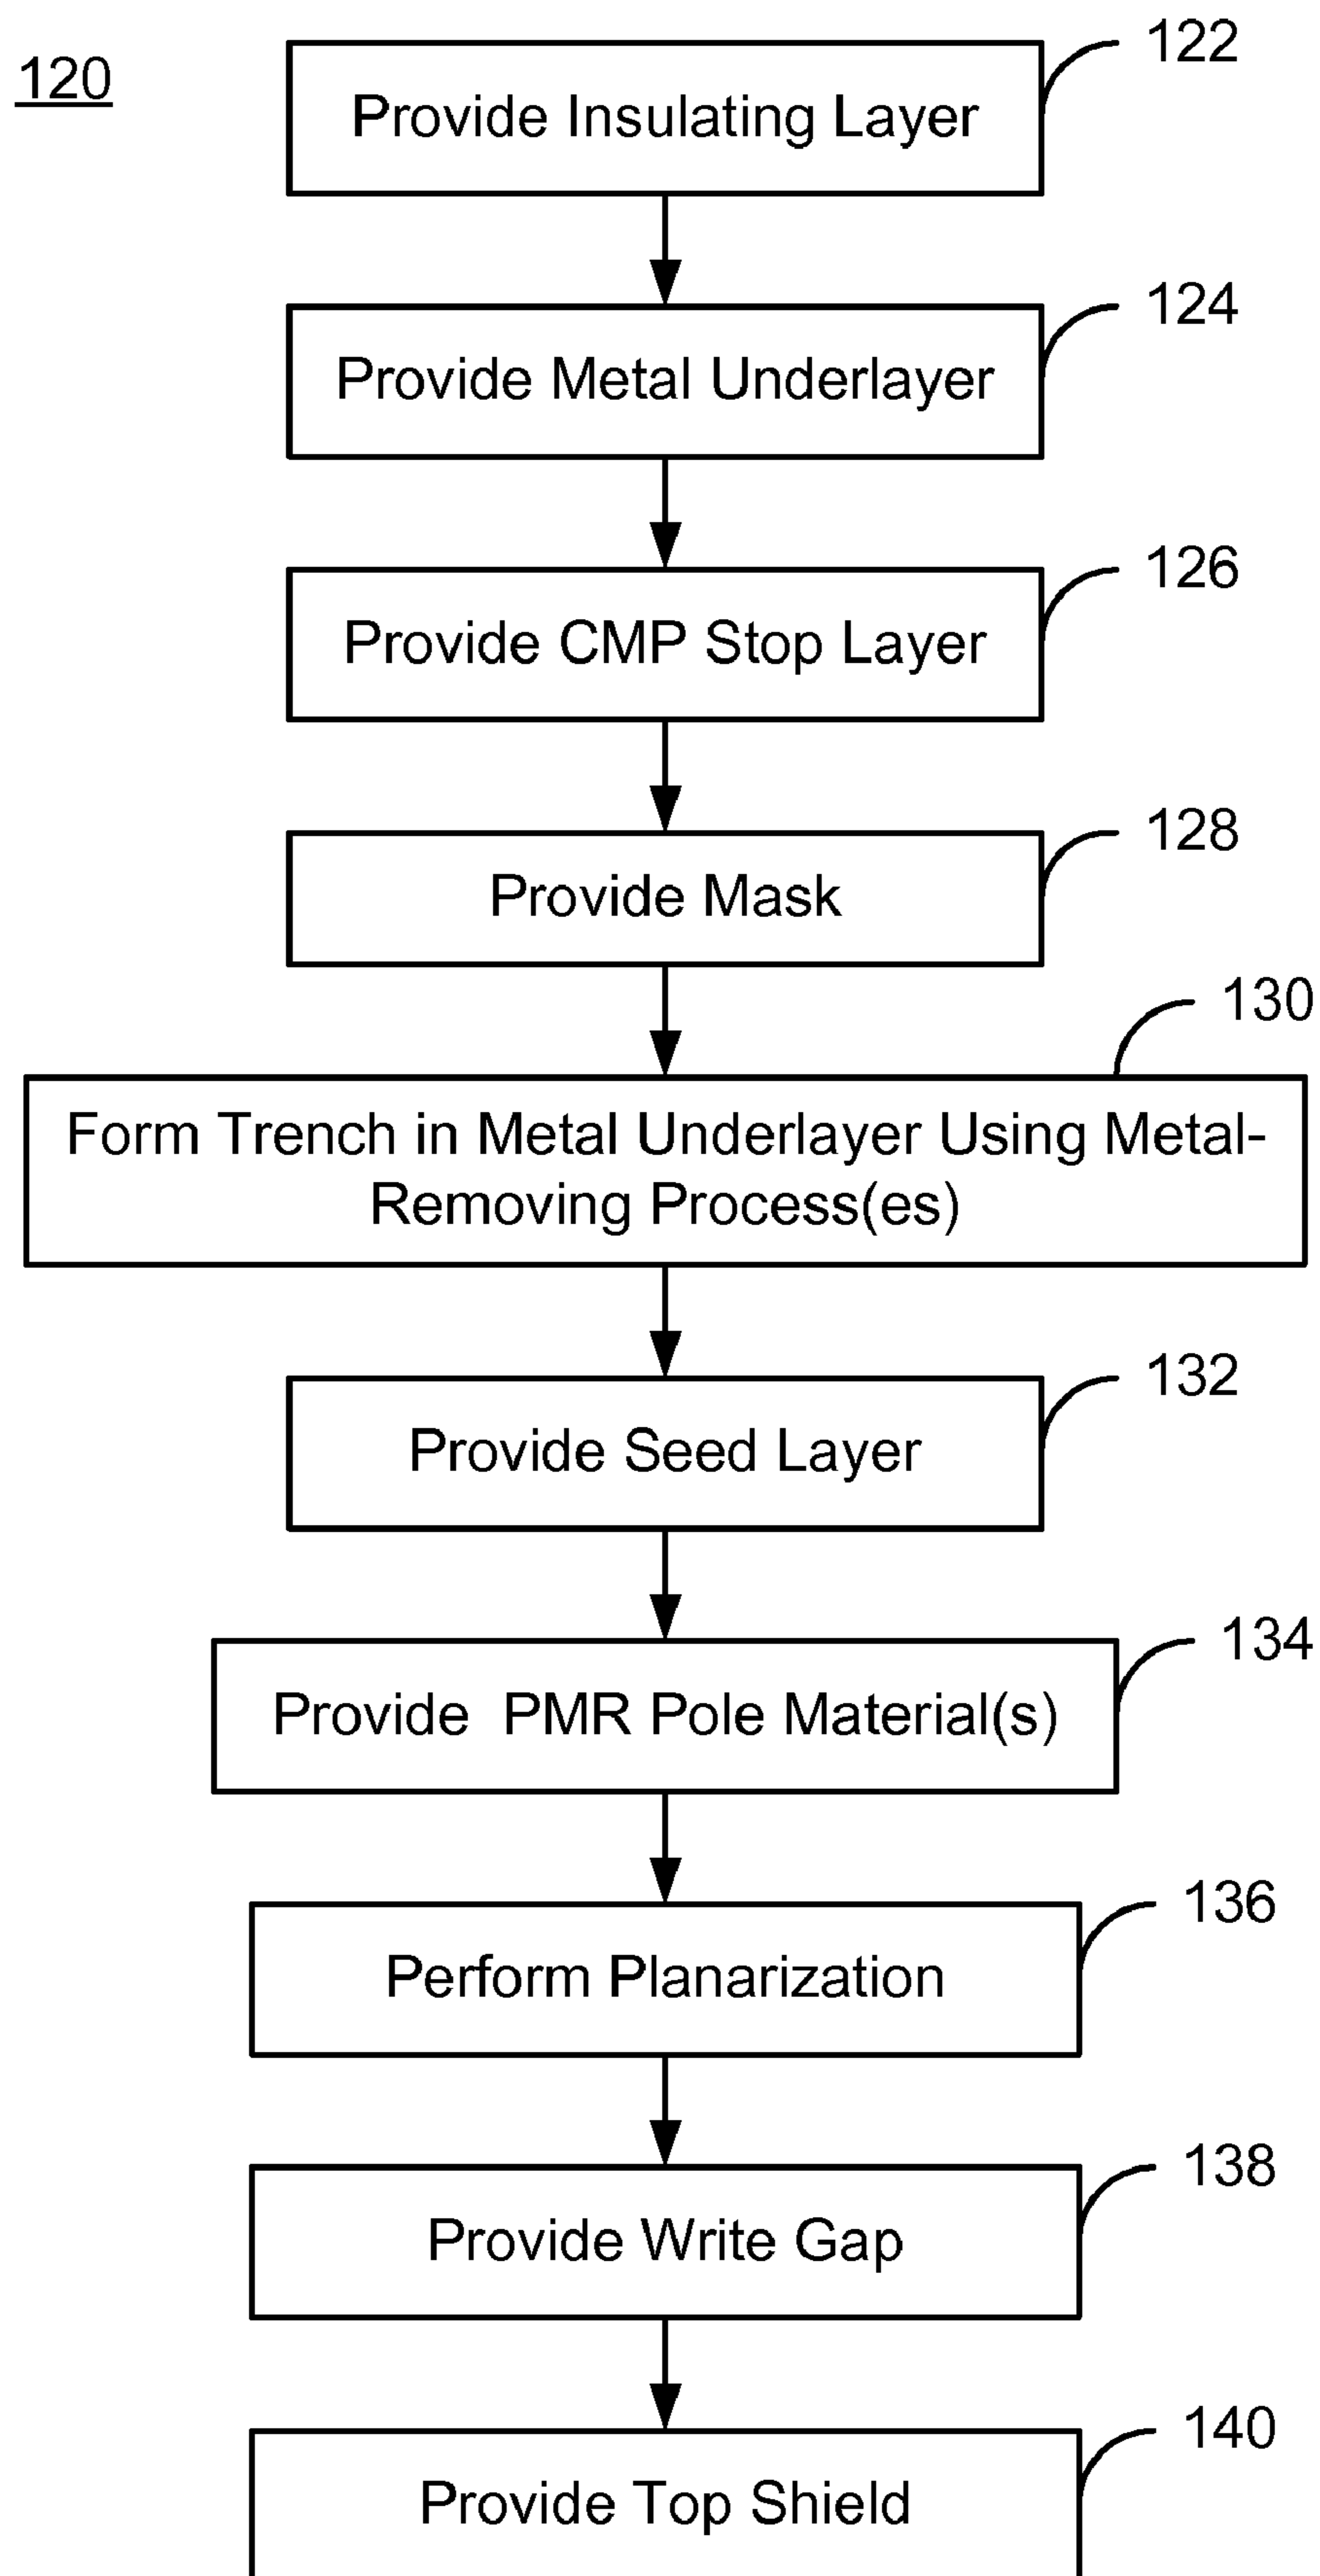 120
122
Provide Insulating Layer
124
Provide Metal Underlayer
126
Provide CMP Stop Layer
128
Provide Mask
130
Form Trench in Metal Underlayer Using Metal-
Removing Process(es)
132
Provide Seed Layer
134
Provide PMR Pole Material(s)
136
Perform Planarization
138
Provide Write Gap
140
Provide Top Shield